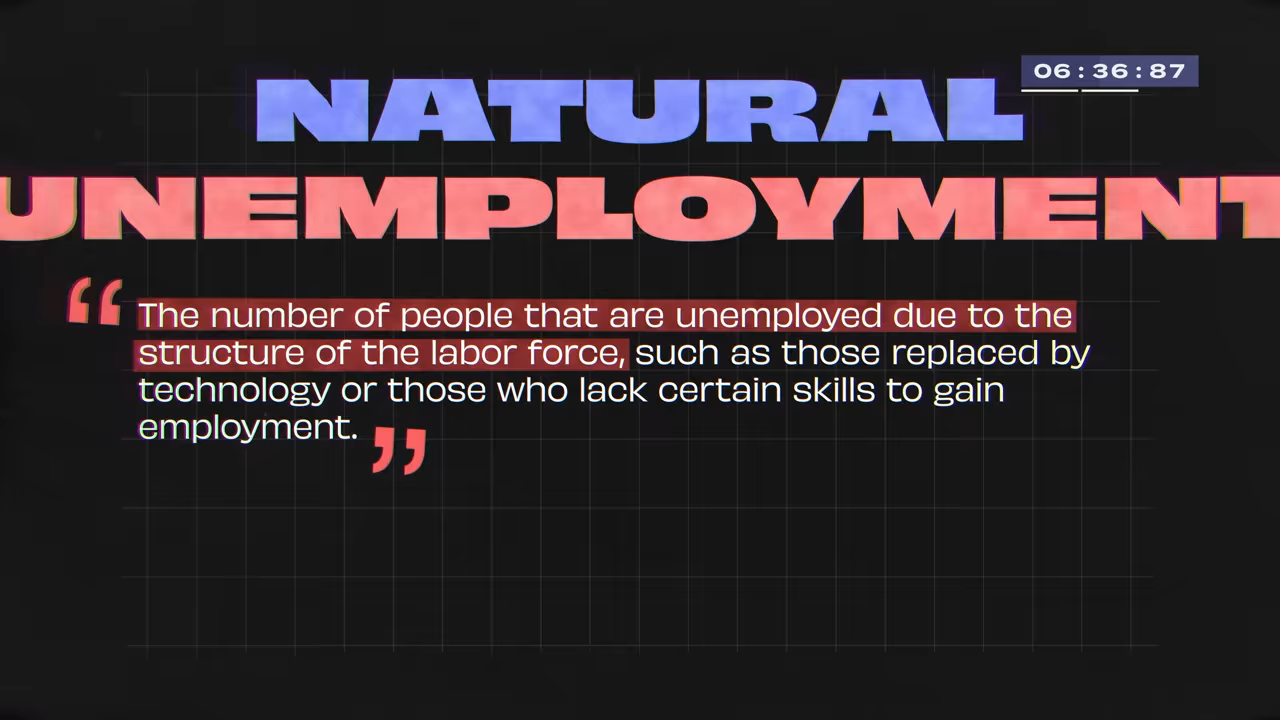 06:36:87
NATURAL
UNEMPLOYMENT
“The number of people that are unemployed due to the
structure of the labor force, such as those replaced by
technology or those who lack certain skills to gain
employment.”